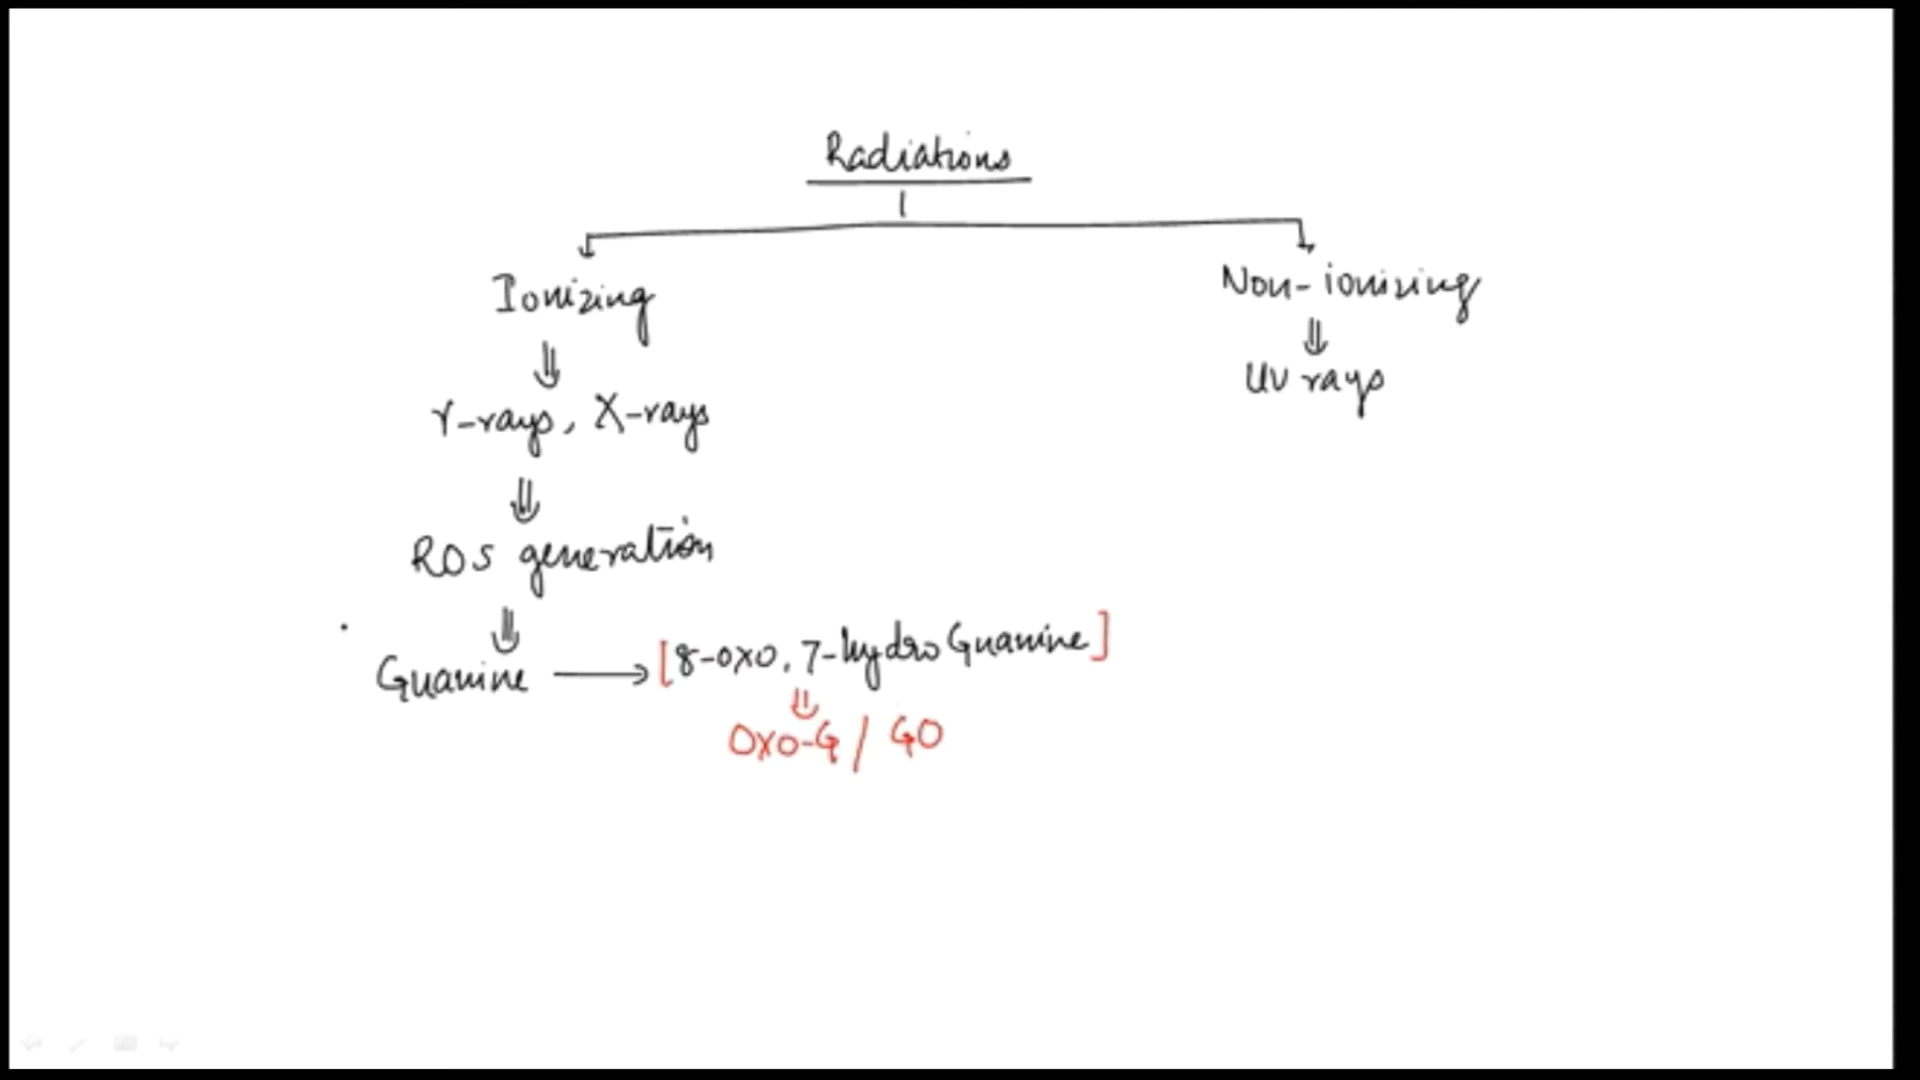 Radiations
Ionizing
Non-ionizing
γ-rays, X-rays
UV rays
ROS generation
Guanine → [8-oxo, 7-hydro Guanine]
Oxo-G / GO